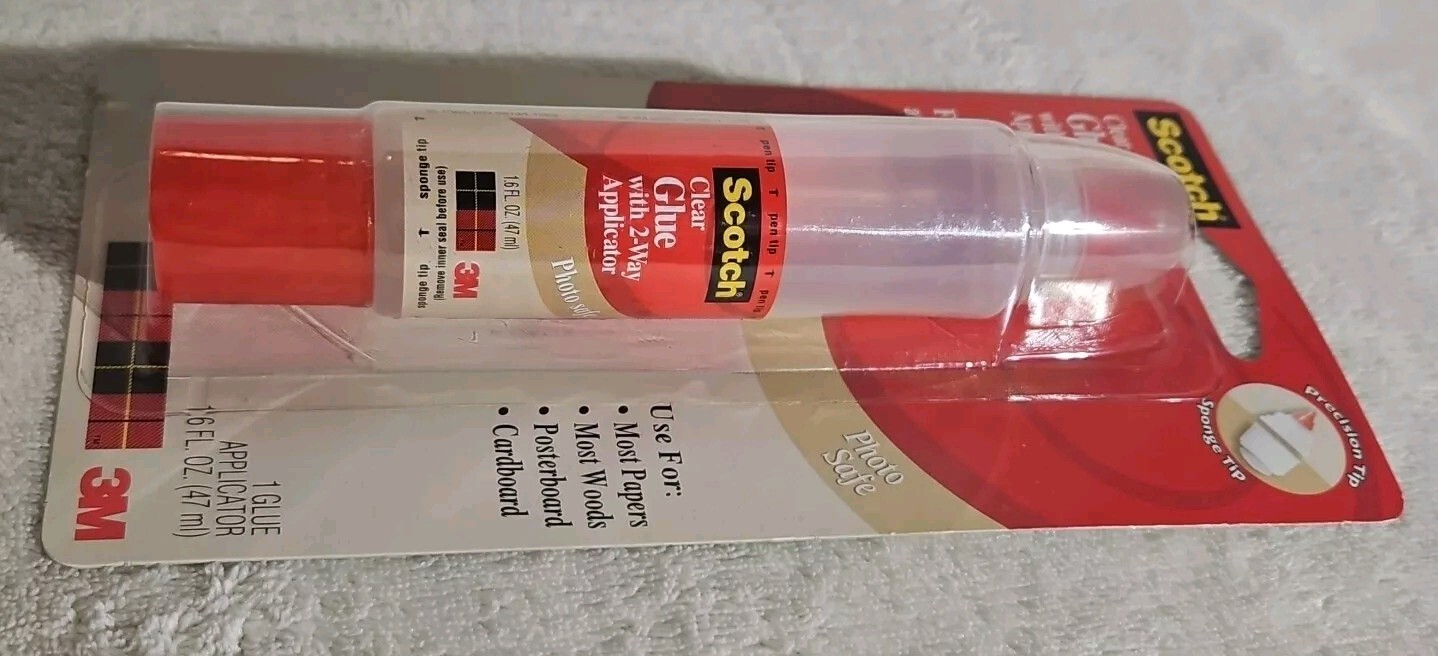 Scotch
Clear
Precision Tip
Sponge Tip
Photo
Safe
Use For:
• Most Papers
• Most Woods
• Posterboard
• Cardboard
1 GLUE
APPLICATOR
1.6 FL. OZ. (47 ml)
3M
pen tip T pen tip T pen tip
Scotch
Clear
Glue
with 2-Way
Applicator
Photo safe
1.6 FL. OZ. (47 ml)
3M
(Remove inner seal before use)
sponge tip T sponge tip